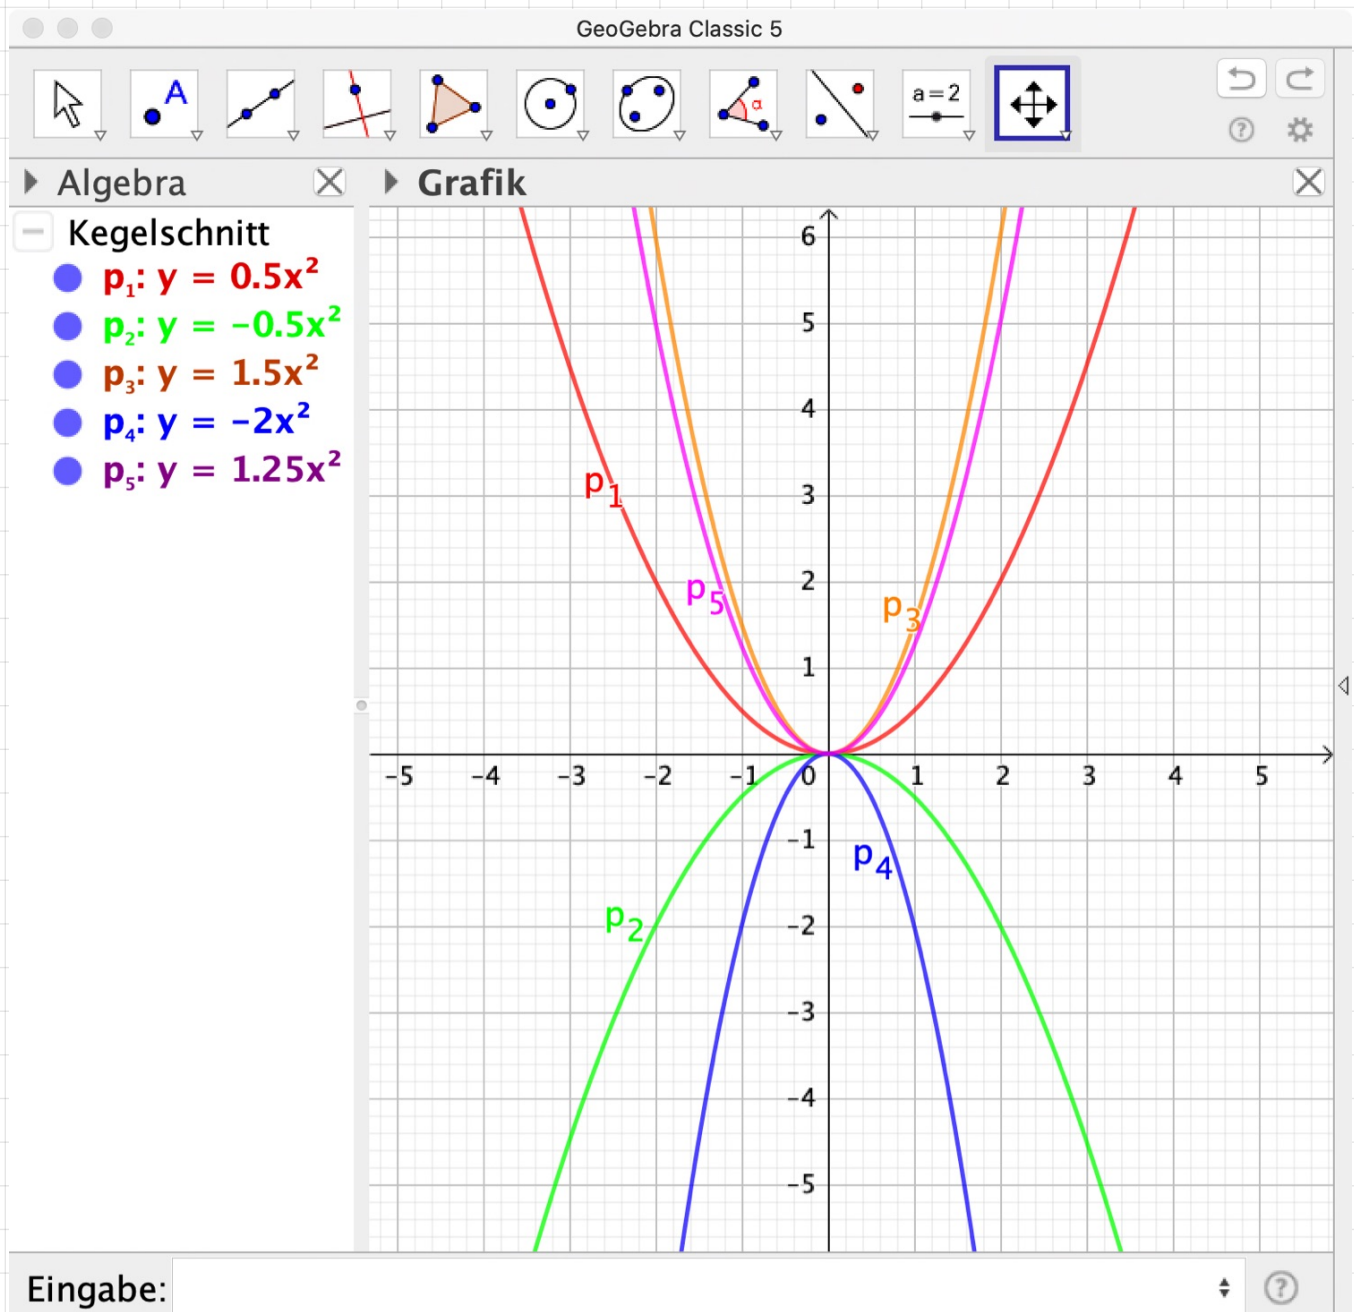 GeoGebra Classic 5
A
α
a=2
Algebra
Grafik
Kegelschnitt
p₁: y = 0.5x²
p₂: y = −0.5x²
p₃: y = 1.5x²
p₄: y = −2x²
p₅: y = 1.25x²
6
5
4
3
2
1
p₁
p₅
p₃
−5 −4 −3 −2 −1 0 1 2 3 4 5
−1
−2
−3
−4
−5
p₄
p₂
Eingabe:
?
?